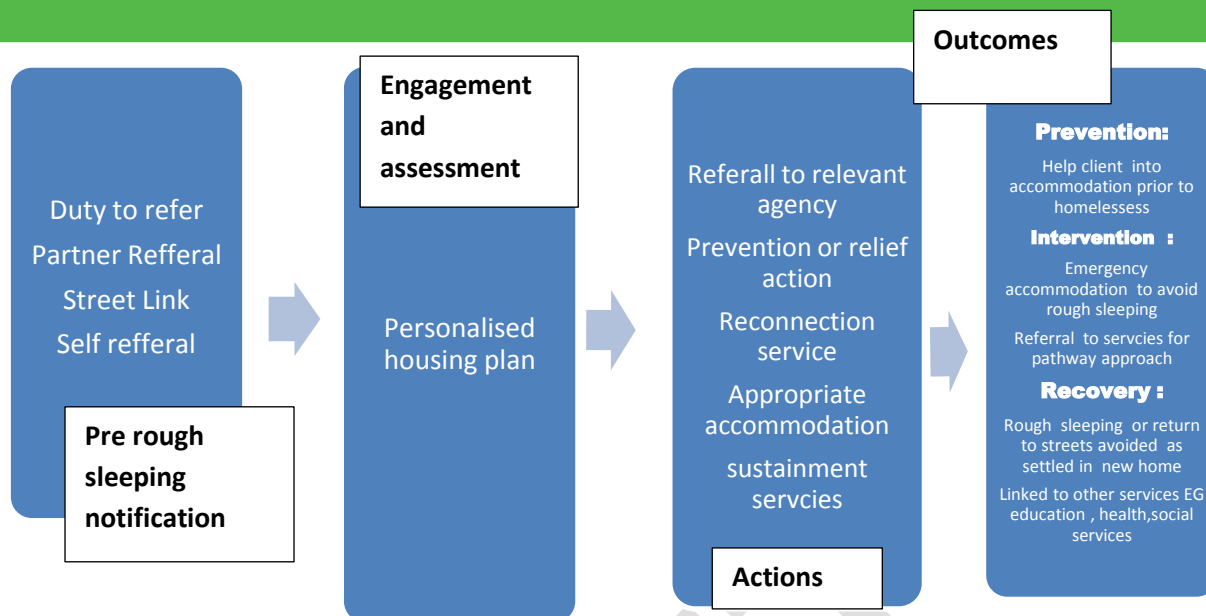 Duty to refer
Partner Refferal
Street Link
Self refferal
Pre rough
sleeping
notification
Engagement
and
assessment
Personalised
housing plan
Referall to relevant
agency
Prevention or relief
action
Reconnection
service
Appropriate
accommodation
sustainment
servcies
Actions
Outcomes
Prevention:
Help client into
accommodation prior to
homelessess
Intervention :
Emergency
accommodation to avoid
rough sleeping
Referral to servcies for
pathway approach
Recovery :
Rough sleeping or return
to streets avoided as
settled in new home
Linked to other services EG
education , health,social
services